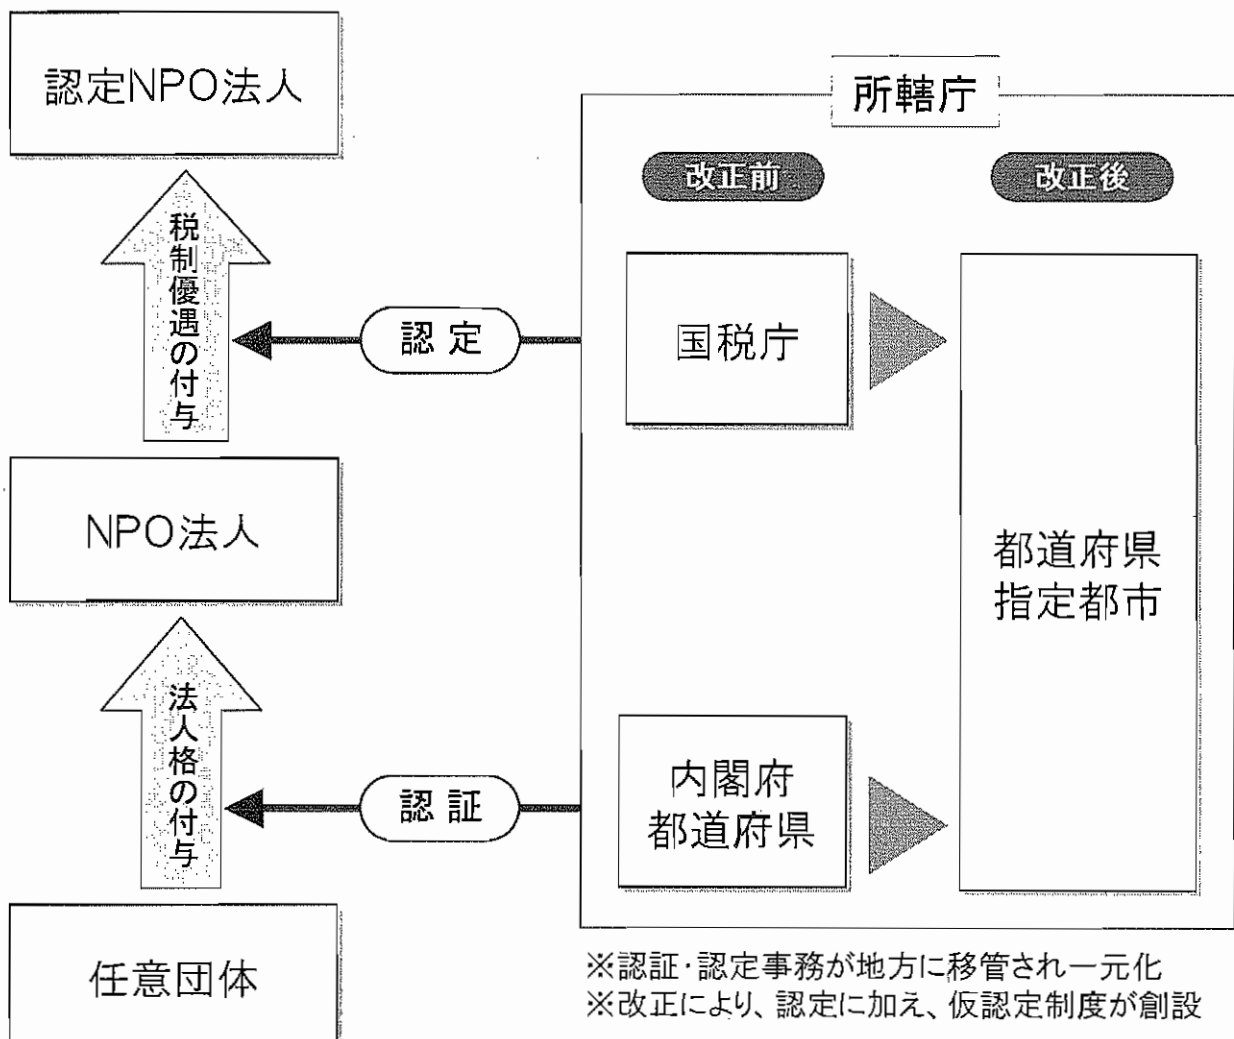 認定NPO法人
税制優遇の付与
認定
NPO法人
法人格の付与
認証
任意団体
所轄庁
改正前
改正後
国税庁
内閣府
都道府県
都道府県
指定都市
※認証・認定事務が地方に移管され一元化
※改正により、認定に加え、仮認定制度が創設